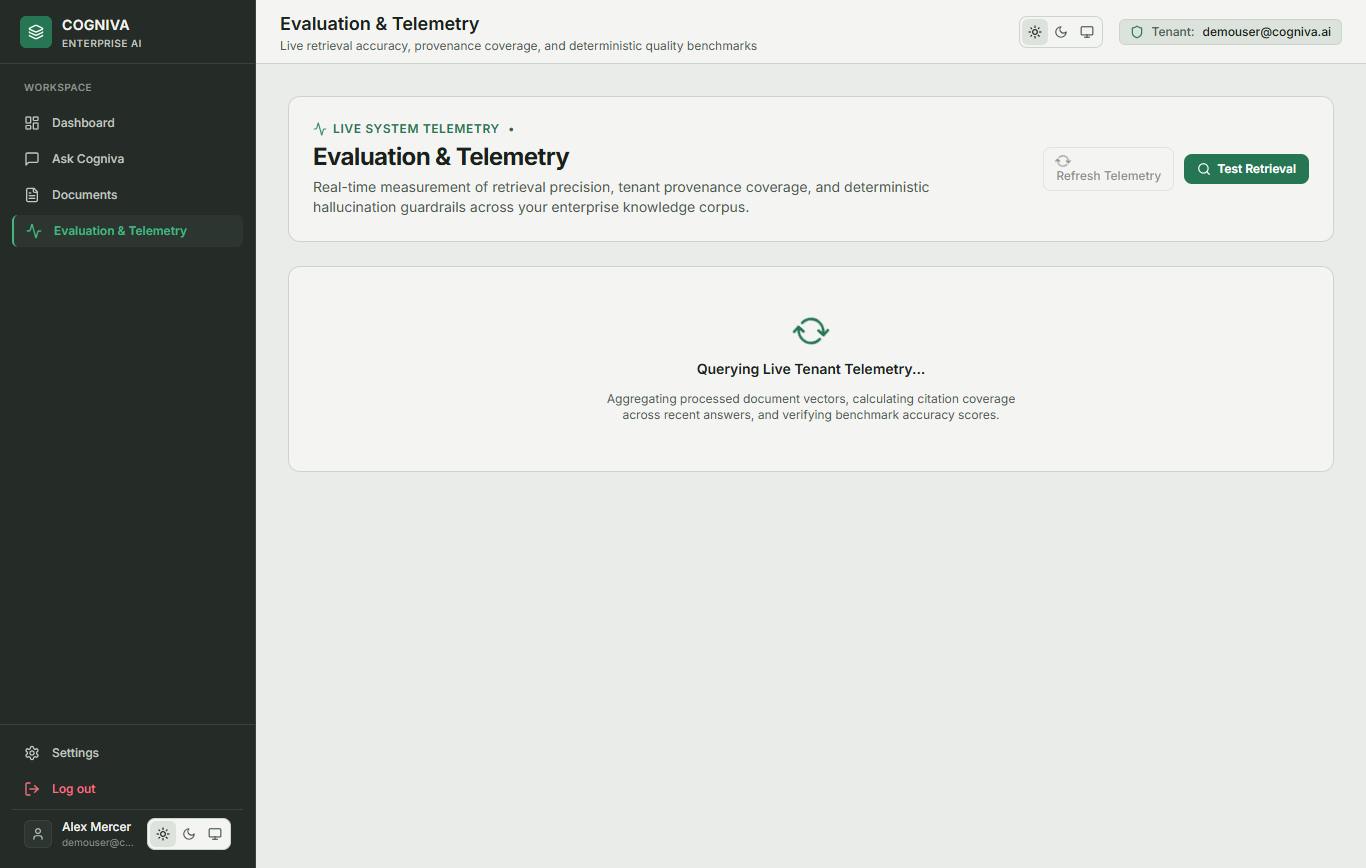 COGNIVA
ENTERPRISE AI
WORKSPACE
Dashboard
Ask Cogniva
Documents
Evaluation & Telemetry
Settings
Log out
Alex Mercer
demouser@c...
Evaluation & Telemetry
Live retrieval accuracy, provenance coverage, and deterministic quality benchmarks
Tenant: demouser@cogniva.ai
LIVE SYSTEM TELEMETRY •
Evaluation & Telemetry
Real-time measurement of retrieval precision, tenant provenance coverage, and deterministic
hallucination guardrails across your enterprise knowledge corpus.
Refresh Telemetry
Test Retrieval
Querying Live Tenant Telemetry...
Aggregating processed document vectors, calculating citation coverage
across recent answers, and verifying benchmark accuracy scores.